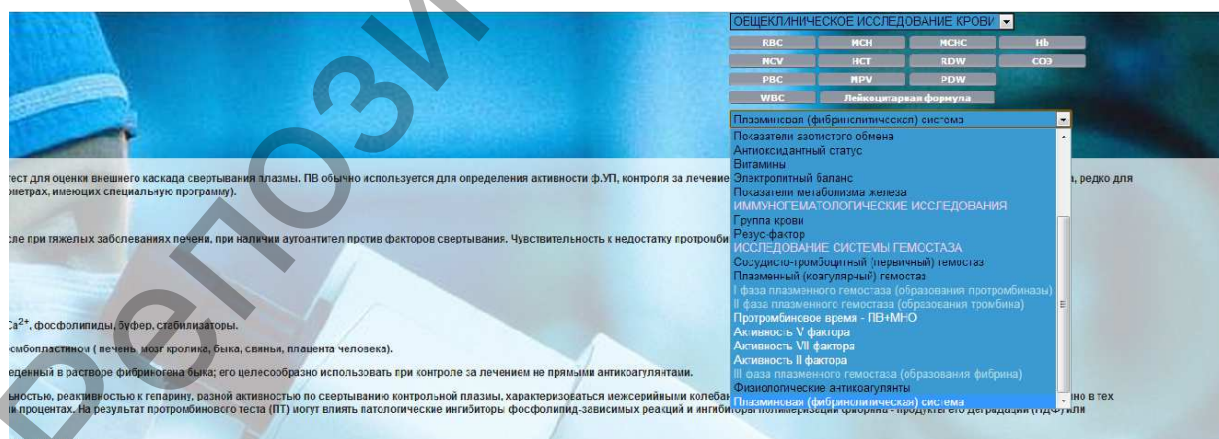 ОБЩЕКЛИНИЧЕСКОЕ ИССЛЕДОВАНИЕ КРОВИ
RBC MCH MCHC Hb
MCV HCT RDW СОЭ
PBC MPV PDW
WBC Лейкоцитарная формула
Плазминовая (фибринолитическая) система
Показатели азотистого обмена
Антиоксидантный статус
Витамины
Электролитный баланс
Показатели метаболизма железа
ИММУНОГЕМАТОЛОГИЧЕСКИЕ ИССЛЕДОВАНИЯ
Группа крови
Резус-фактор
ИССЛЕДОВАНИЕ СИСТЕМЫ ГЕМОСТАЗА
Сосудисто-тромбоцитный (первичный) гемостаз
Плазменный (коагулярный) гемостаз
I фаза плазменного гемостаза (образования протромбиназы)
II фаза плазменного гемостаза (образования тромбина)
Протромбиновое время - ПВ+МНО
Активность V фактора
Активность VII фактора
Активность II фактора
III фаза плазменного гемостаза (образования фибрина)
Физиологические антикоагулянты
Плазминовая (фибринолитическая) система
тест для оценки внешнего каскада свертывания плазмы. ПВ обычно используется для определения активности ф.VII, контроля за лечение а, редко для
ометрах, имеющих специальную программу).
сле при тяжелых заболеваниях печени, при наличии аутоантител против факторов свертывания. Чувствительность к недостатку протромби
Ca2+, фосфолипиды, буфер, стабилизаторы.
ромбопластином ( печень, мозг кролика, быка, свиньи, плацента человека).
еденный в растворе фибриногена быка; его целесообразно использовать при контроле за лечением не прямыми антикоагулянтами.
ьностью, реактивностью к гепарину, разной активностью по свертыванию контрольной плазмы, характеризоваться межсерийными колебан но в тех
и процентах. На результат протромбинового теста (ПТ) могут влиять патологические ингибиторы фосфолипид-зависимых реакций и ингибиторы полимеризации фибрина - продукты его деградации (ПДФ) или
Репози